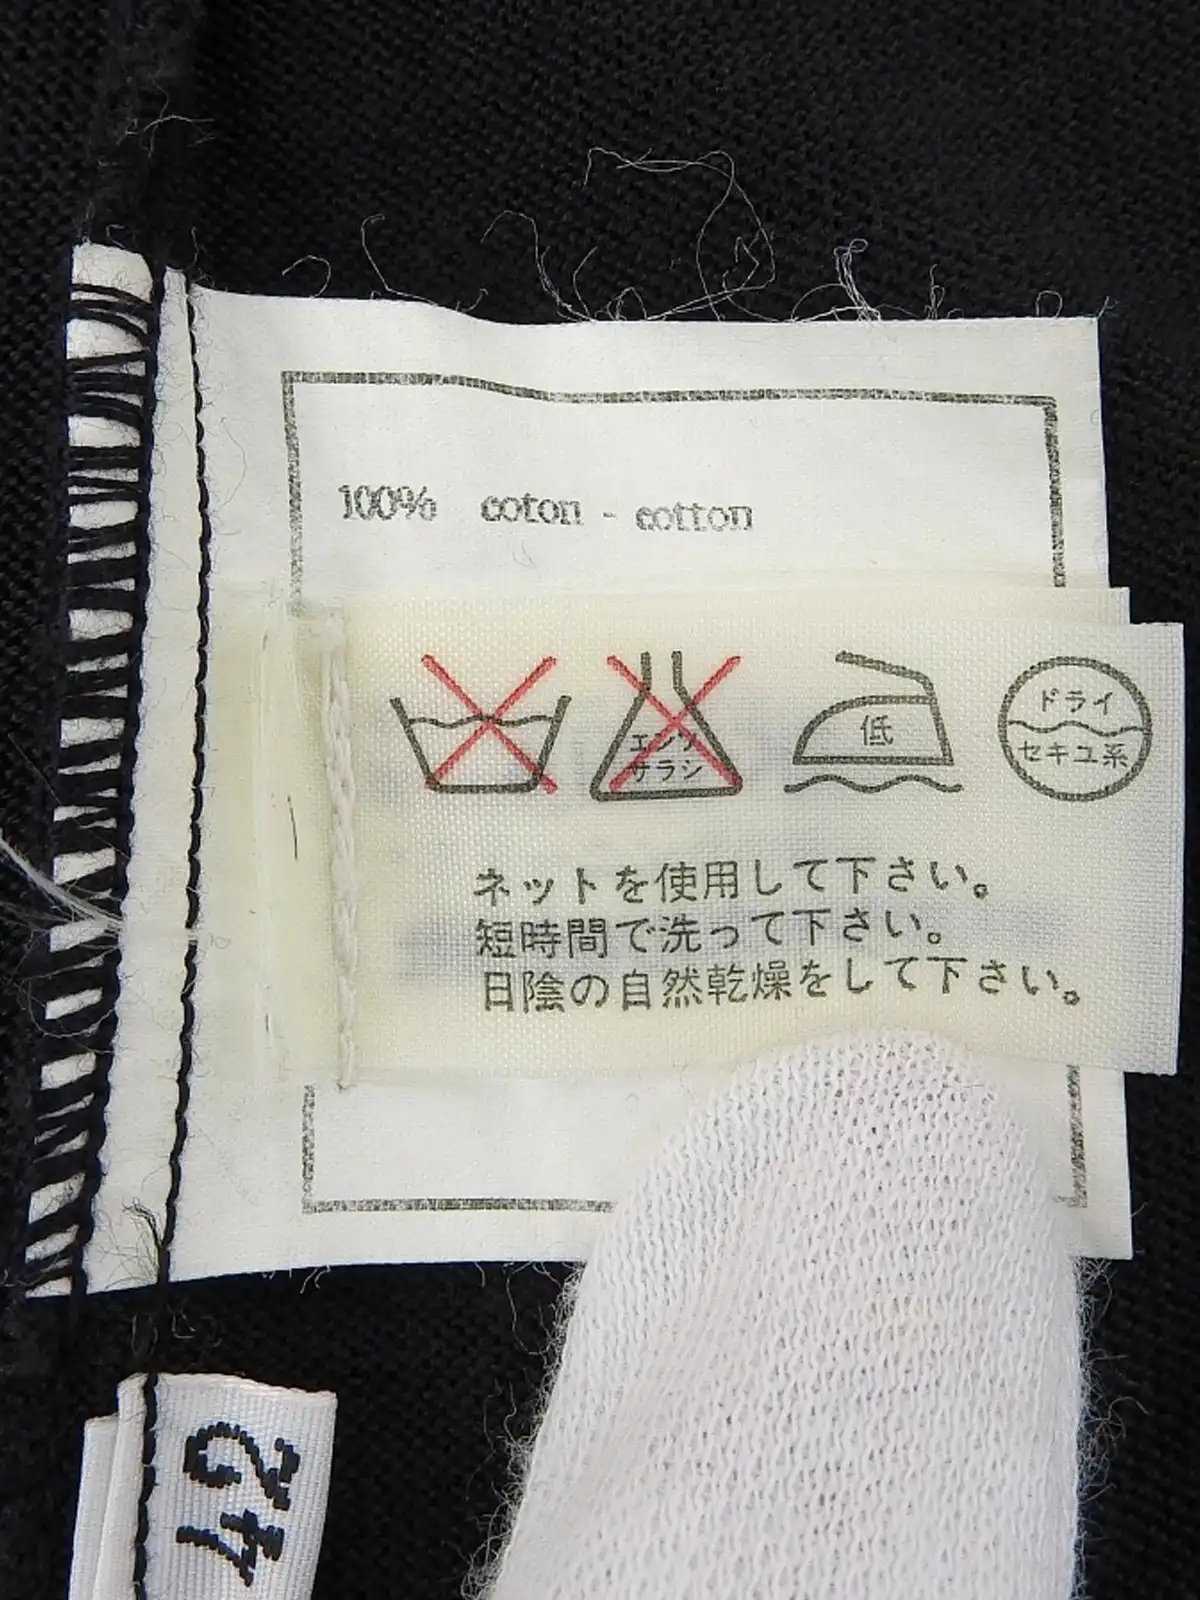 100% coton - cotton
エンソ
サラシ
低
ドライ
セキユ系
ネットを使用して下さい。
短時間で洗って下さい。
日陰の自然乾燥をして下さい。
42